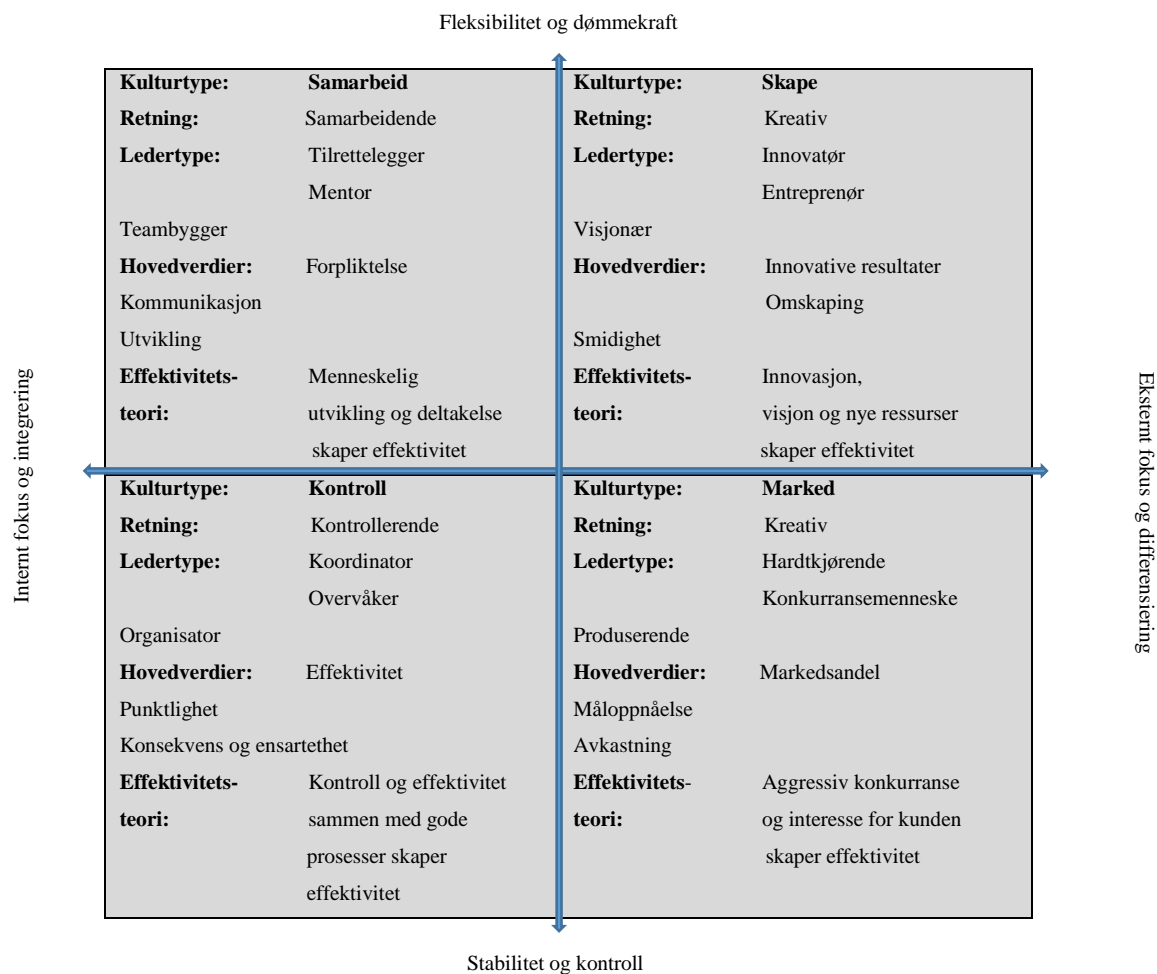 Fleksibilitet og dømmekraft
Kulturtype: Samarbeid
Retning: Samarbeidende
Ledertype: Tilrettelegger
Mentor
Teambygger
Hovedverdier: Forpliktelse
Kommunikasjon
Utvikling
Effektivitets- Menneskelig
teori: utvikling og deltakelse
skaper effektivitet
Kulturtype: Skape
Retning: Kreativ
Ledertype: Innovatør
Entreprenør
Visjonær
Hovedverdier: Innovative resultater
Omskaping
Smidighet
Effektivitets- Innovasjon,
teori: visjon og nye ressurser
skaper effektivitet
Internt fokus og integrering
Eksternt fokus og differensiering
Kulturtype: Kontroll
Retning: Kontrollerende
Ledertype: Koordinator
Overvåker
Organisator
Hovedverdier: Effektivitet
Punktlighet
Konsekvens og ensartethet
Effektivitets- Kontroll og effektivitet
teori: sammen med gode
prosesser skaper
effektivitet
Kulturtype: Marked
Retning: Kreativ
Ledertype: Hardtkjørende
Konkurransemenneske
Produserende
Hovedverdier: Markedsandel
Måloppnåelse
Avkastning
Effektivitets- Aggressiv konkurranse
teori: og interesse for kunden
skaper effektivitet
Stabilitet og kontroll